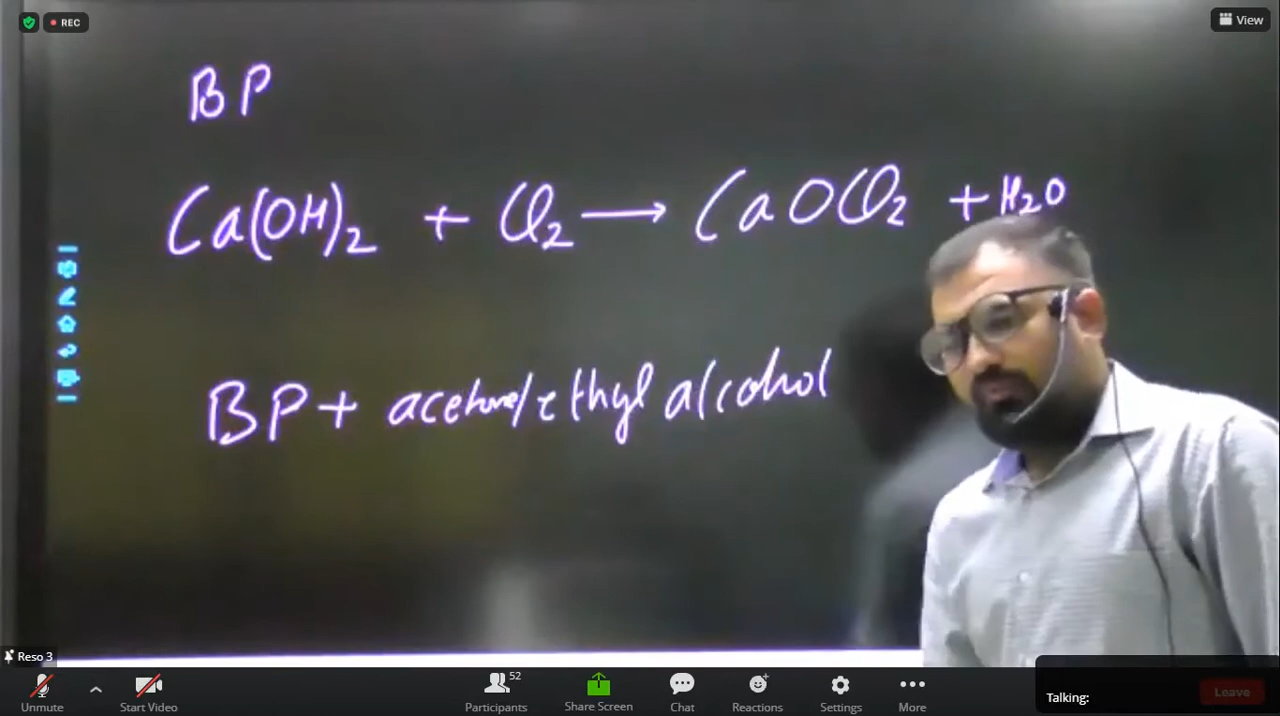 REC
View
BP
Ca(OH)₂ + Cl₂ → CaOCl₂ + H₂O
BP + acetone/ethyl alcohol
Reso 3
Unmute
Start Video
52
Participants
Share Screen
Chat
Reactions
Settings
More
Talking:
Leave